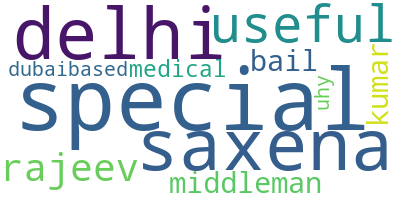 delhi useful
dubaibased medical bail
special
uhy
kumar
saxena
rajeev middleman